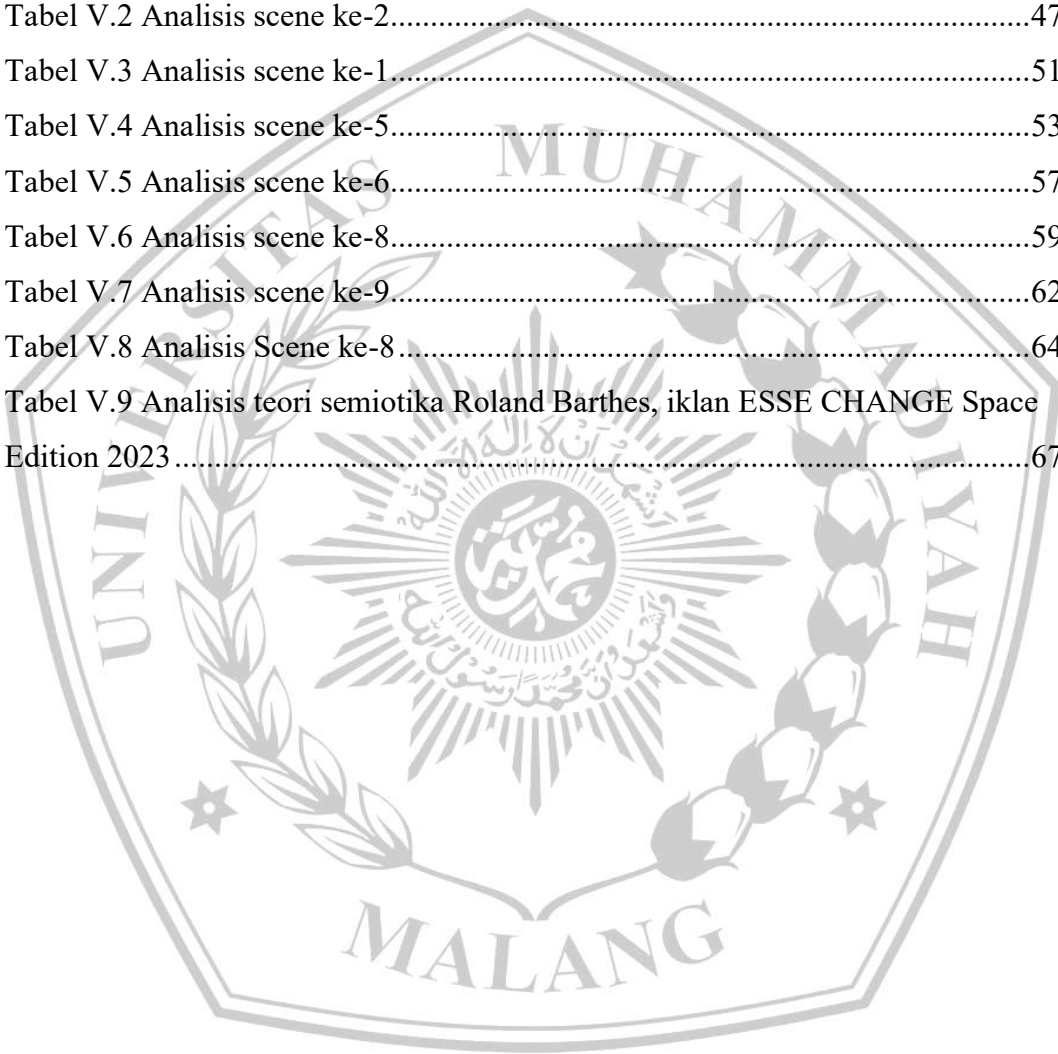 Tabel V.2 Analisis scene ke-2....................................................................................47
Tabel V.3 Analisis scene ke-1....................................................................................51
Tabel V.4 Analisis scene ke-5....................................................................................53
Tabel V.5 Analisis scene ke-6....................................................................................57
Tabel V.6 Analisis scene ke-8....................................................................................59
Tabel V.7 Analisis scene ke-9....................................................................................62
Tabel V.8 Analisis Scene ke-8...................................................................................64
Tabel V.9 Analisis teori semiotika Roland Barthes, iklan ESSE CHANGE Space
Edition 2023................................................................................................................67
UNIVERSITAS MUHAMMADIYAH
MALANG